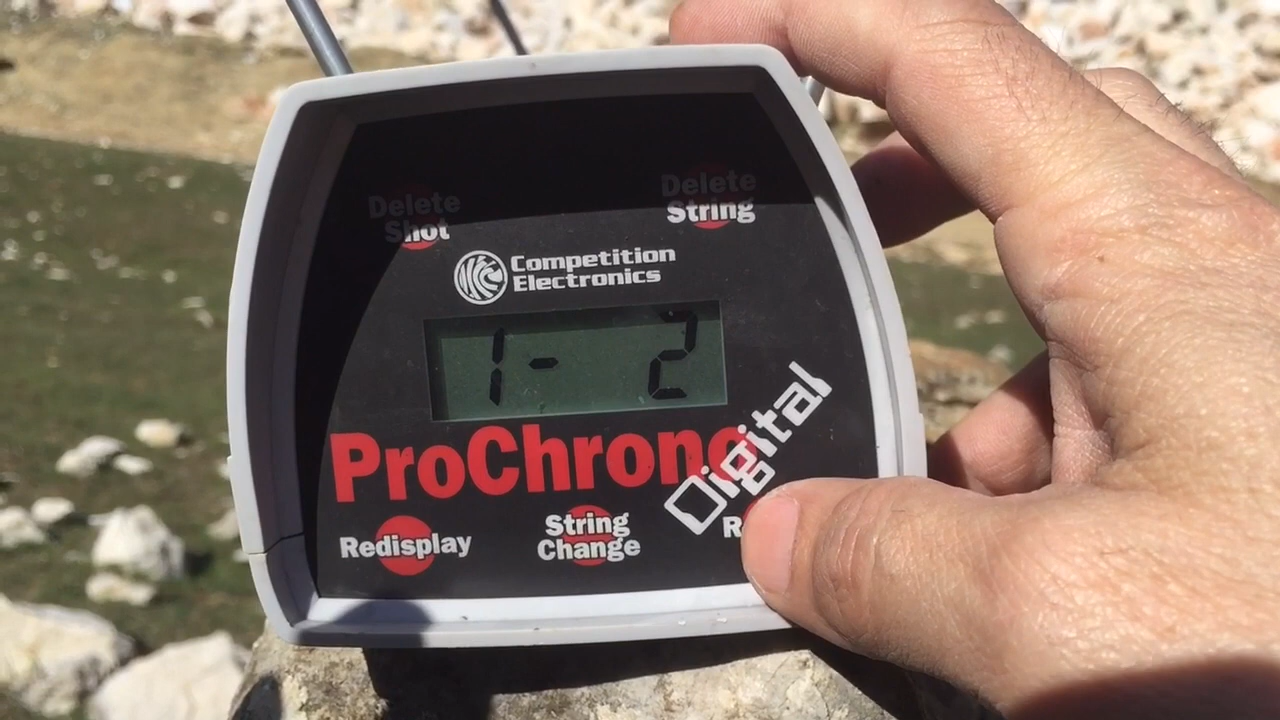 Delete
Shot
Delete
String
Competition
Electronics
1- 2
ProChrono
Digital
Redisplay
String
Change